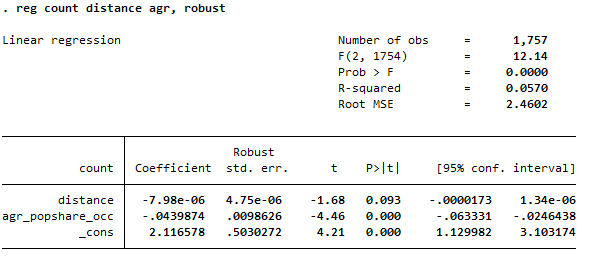 . reg count distance agr, robust
Linear regression Number of obs = 1,757
F(2, 1754) = 12.14
Prob > F = 0.0000
R-squared = 0.0570
Root MSE = 2.4602
Robust
count Coefficient std. err. t P>|t| [95% conf. interval]
distance -7.98e-06 4.75e-06 -1.68 0.093 -.0000173 1.34e-06
agr_popshare_occ -.0439874 .0098626 -4.46 0.000 -.063331 -.0246438
_cons 2.116578 .5030272 4.21 0.000 1.129982 3.103174